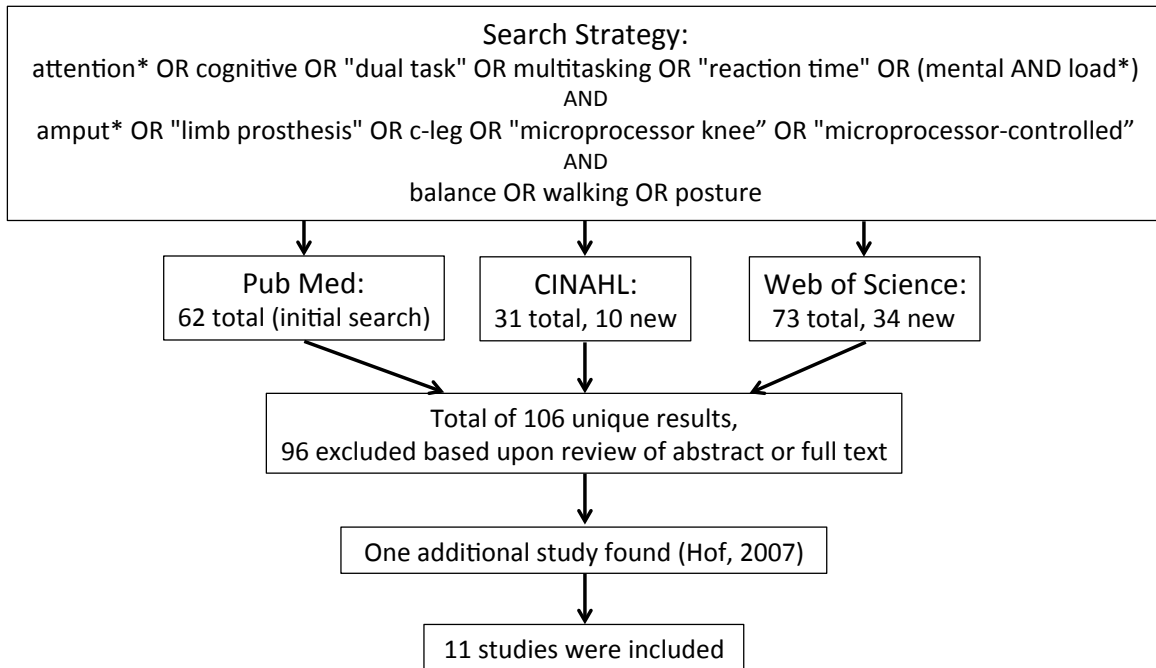 Search Strategy:
attention* OR cognitive OR "dual task" OR multitasking OR "reaction time" OR (mental AND load*)
AND
amput* OR "limb prosthesis" OR c-leg OR "microprocessor knee” OR "microprocessor-controlled”
AND
balance OR walking OR posture
Pub Med:
62 total (initial search)
CINAHL:
31 total, 10 new
Web of Science:
73 total, 34 new
Total of 106 unique results,
96 excluded based upon review of abstract or full text
One additional study found (Hof, 2007)
11 studies were included